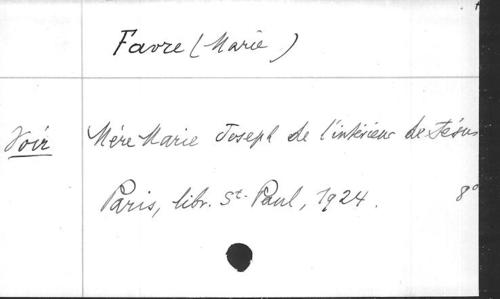 Favre (Marie)
Voir Mère Marie Joseph de l'intérieur de Jésus
Paris, libr. St. Paul, 1924. 8°